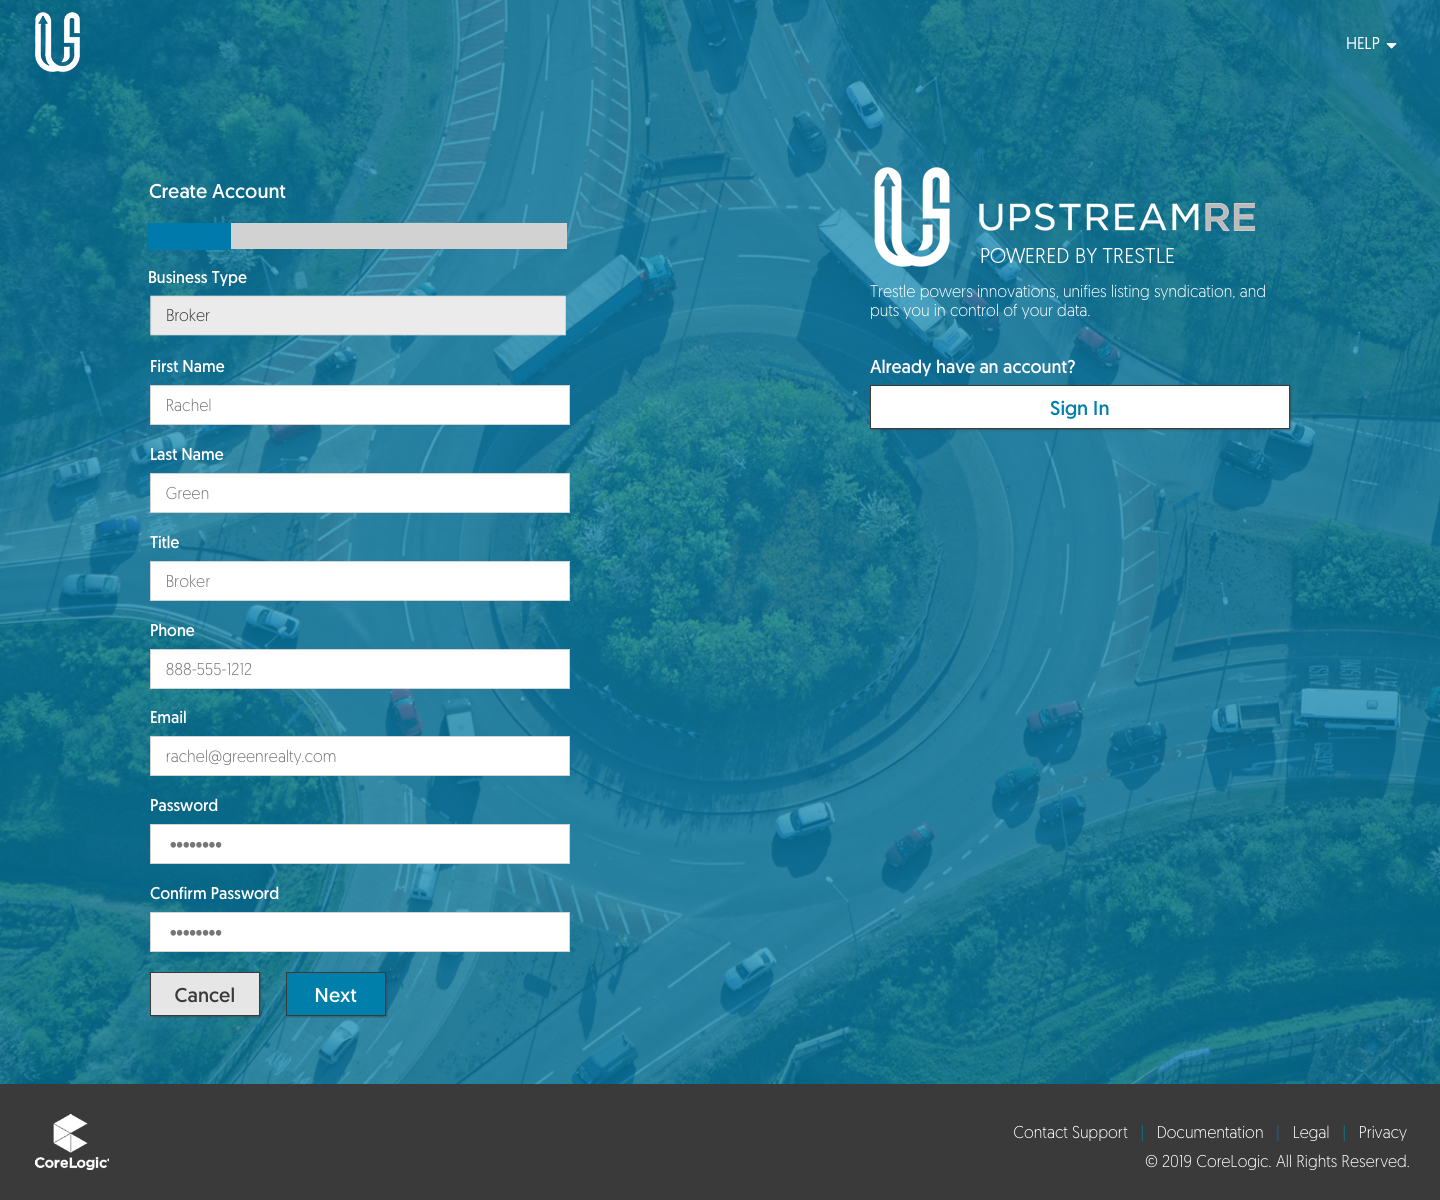 HELP
Create Account
Business Type
Broker
First Name
Rachel
Last Name
Green
Title
Broker
Phone
888-555-1212
Email
rachel@greenrealty.com
Password
••••••••
Confirm Password
••••••••
Cancel
Next
UPSTREAMRE
POWERED BY TRESTLE
Trestle powers innovations, unifies listing syndication, and
puts you in control of your data.
Already have an account?
Sign In
CoreLogic
Contact Support | Documentation | Legal | Privacy
© 2019 CoreLogic. All Rights Reserved.